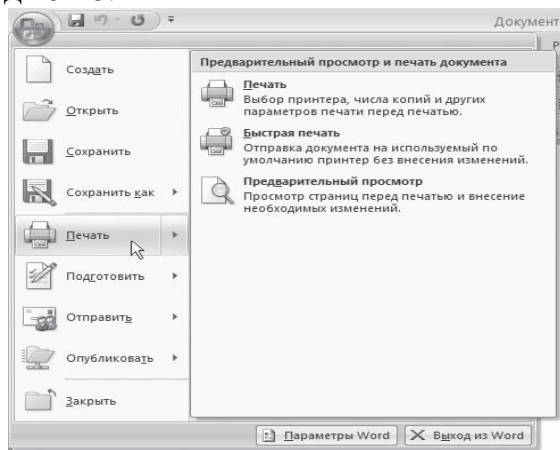 Документ
Создать
Открыть
Сохранить
Сохранить как
Печать
Подготовить
Отправить
Опубликовать
Закрыть
Предварительный просмотр и печать документа
Печать
Выбор принтера, числа копий и других
параметров печати перед печатью.
Быстрая печать
Отправка документа на используемый по
умолчанию принтер без внесения изменений.
Предварительный просмотр
Просмотр страниц перед печатью и внесение
необходимых изменений.
Параметры Word
Выход из Word